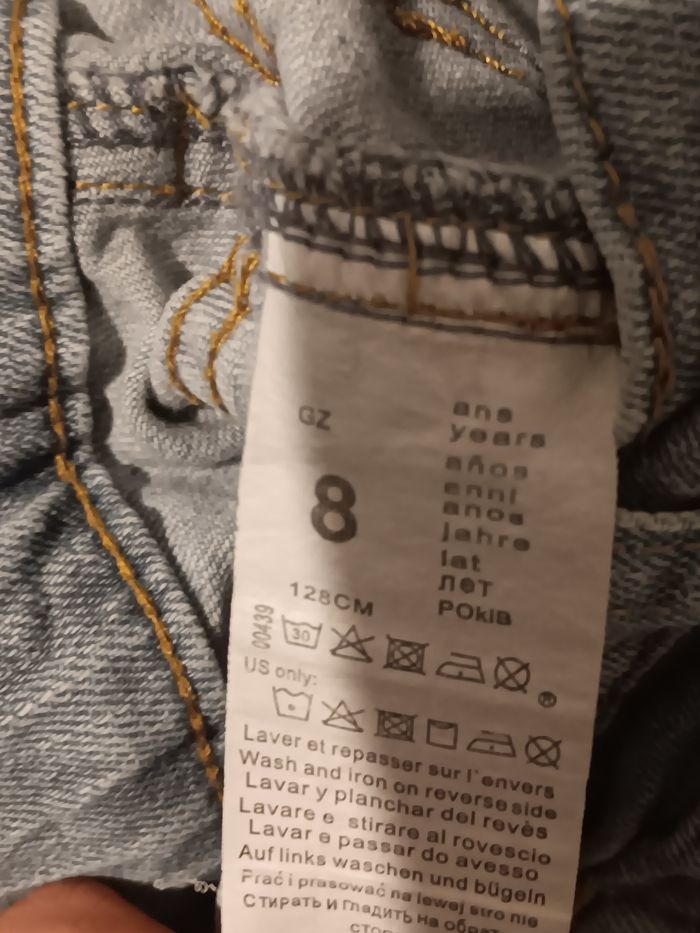 GZ
8
128CM
ans
years
años
anni
anos
jahre
lat
лет
РОКІВ
00439
30
US only:
®
Laver et repasser sur l'envers
Wash and iron on reverse side
Lavar y planchar del revès
Lavare e stirare al rovescio
Lavar e passar do avesso
Auf links waschen und bügeln
Prać i prasować na lewej stro nie
Стирать и гладить на